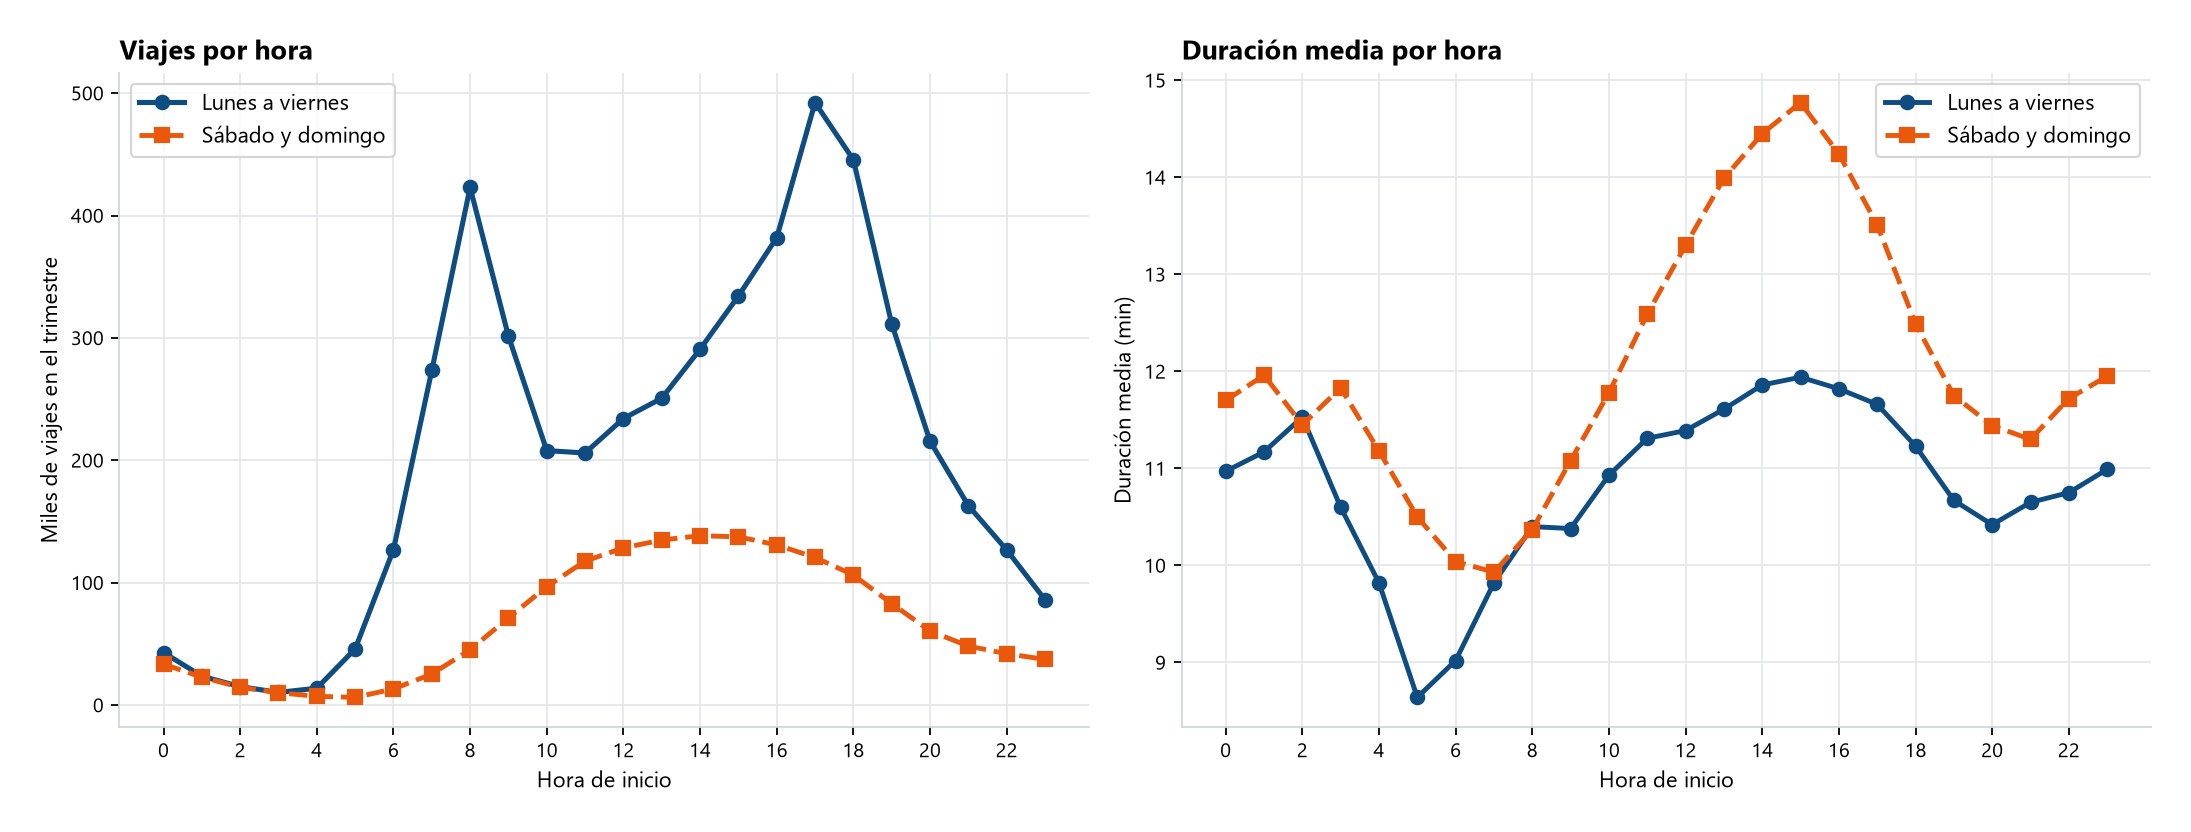 Viajes por hora
Lunes a viernes
Sábado y domingo
Miles de viajes en el trimestre
500
400
300
200
100
0
0 2 4 6 8 10 12 14 16 18 20 22
Hora de inicio
Duración media por hora
Lunes a viernes
Sábado y domingo
Duración media (min)
15
14
13
12
11
10
9
0 2 4 6 8 10 12 14 16 18 20 22
Hora de inicio